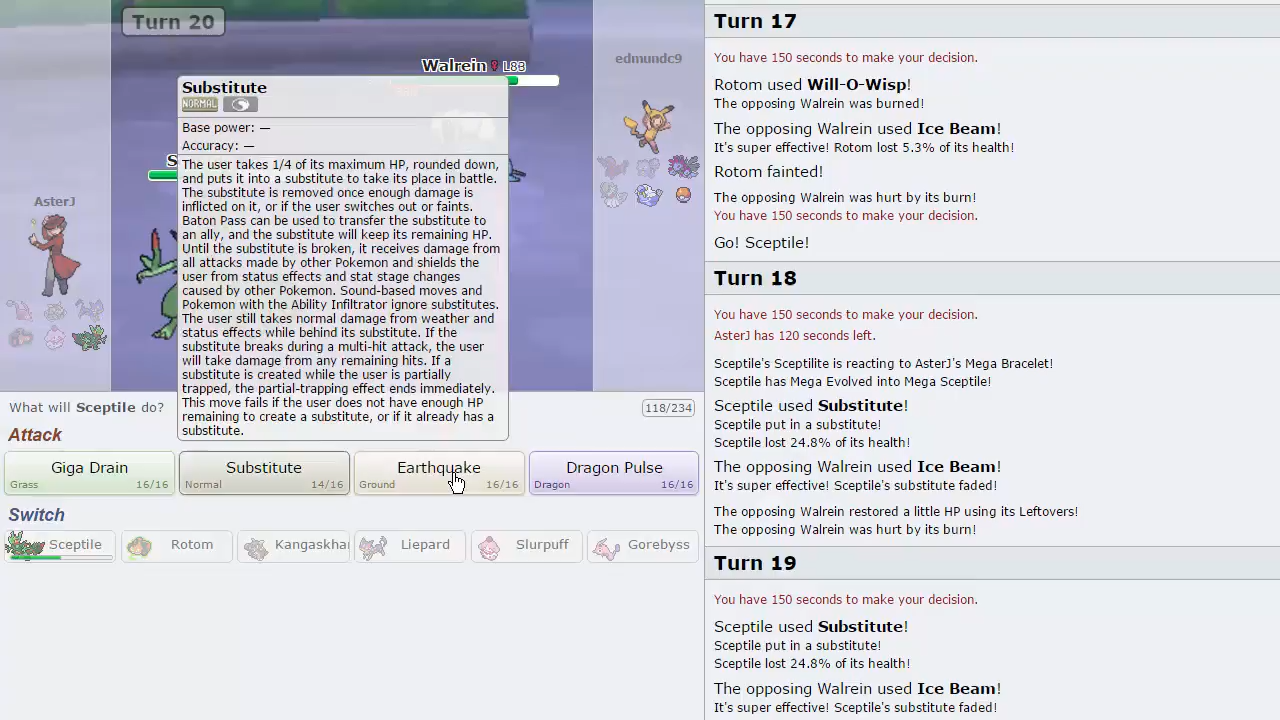 Turn 20
Walrein L83
edmundc9
AsterJ
Substitute
NORMAL
Base power: —
Accuracy: —
The user takes 1/4 of its maximum HP, rounded down,
and puts it into a substitute to take its place in battle.
The substitute is removed once enough damage is
inflicted on it, or if the user switches out or faints.
Baton Pass can be used to transfer the substitute to
an ally, and the substitute will keep its remaining HP.
Until the substitute is broken, it receives damage from
all attacks made by other Pokemon and shields the
user from status effects and stat stage changes
caused by other Pokemon. Sound-based moves and
Pokemon with the Ability Infiltrator ignore substitutes.
The user still takes normal damage from weather and
status effects while behind its substitute. If the
substitute breaks during a multi-hit attack, the user
will take damage from any remaining hits. If a
substitute is created while the user is partially
trapped, the partial-trapping effect ends immediately.
This move fails if the user does not have enough HP
remaining to create a substitute, or if it already has a
substitute.
What will Sceptile do?
118/234
Attack
Giga Drain
Grass 16/16
Substitute
Normal 14/16
Earthquake
Ground 16/16
Dragon Pulse
Dragon 16/16
Switch
Sceptile
Rotom
Kangaskha
Liepard
Slurpuff
Gorebyss
Turn 17
You have 150 seconds to make your decision.
Rotom used Will-O-Wisp!
The opposing Walrein was burned!
The opposing Walrein used Ice Beam!
It's super effective! Rotom lost 5.3% of its health!
Rotom fainted!
The opposing Walrein was hurt by its burn!
You have 150 seconds to make your decision.
Go! Sceptile!
Turn 18
You have 150 seconds to make your decision.
AsterJ has 120 seconds left.
Sceptile's Sceptilite is reacting to AsterJ's Mega Bracelet!
Sceptile has Mega Evolved into Mega Sceptile!
Sceptile used Substitute!
Sceptile put in a substitute!
Sceptile lost 24.8% of its health!
The opposing Walrein used Ice Beam!
It's super effective! Sceptile's substitute faded!
The opposing Walrein restored a little HP using its Leftovers!
The opposing Walrein was hurt by its burn!
Turn 19
You have 150 seconds to make your decision.
Sceptile used Substitute!
Sceptile put in a substitute!
Sceptile lost 24.8% of its health!
The opposing Walrein used Ice Beam!
It's super effective! Sceptile's substitute faded!